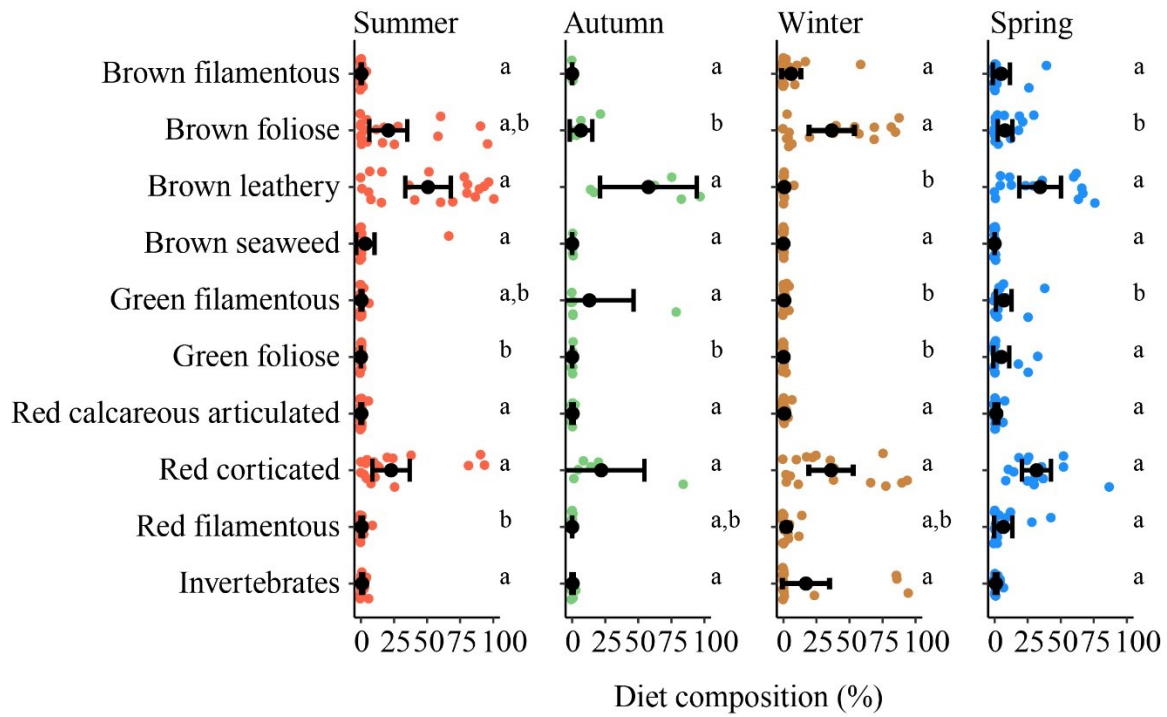 Summer Autumn Winter Spring
Brown filamentous a a a a
Brown foliose a,b b a b
Brown leathery a a b a
Brown seaweed a a a a
Green filamentous a,b a b b
Green foliose b b b a
Red calcareous articulated a a a a
Red corticated a a a a
Red filamentous b a,b a,b a
Invertebrates a a a a
0 25 50 75 100 0 25 50 75 100 0 25 50 75 100 0 25 50 75 100
Diet composition (%)